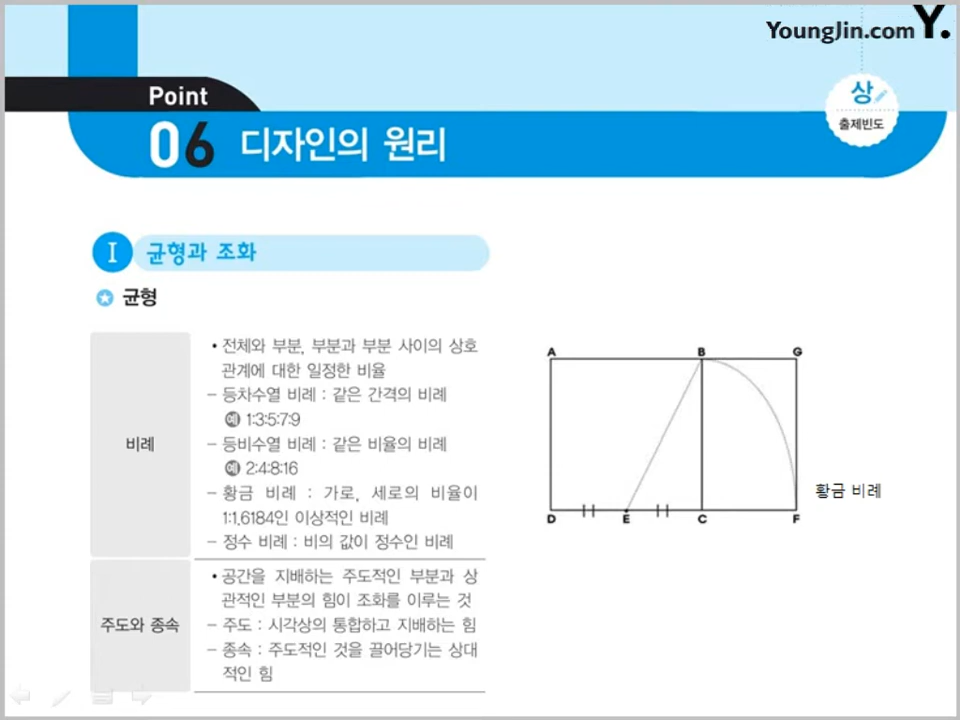 YoungJin.com Y.
Point
상
출제빈도
06 디자인의 원리
I 균형과 조화
균형
비례
• 전체와 부분, 부분과 부분 사이의 상호
관계에 대한 일정한 비율
– 등차수열 비례 : 같은 간격의 비례
예 1:3:5:7:9
– 등비수열 비례 : 같은 비율의 비례
예 2:4:8:16
– 황금 비례 : 가로, 세로의 비율이
1:1.6184인 이상적인 비례
– 정수 비례 : 비의 값이 정수인 비례
주도와 종속
• 공간을 지배하는 주도적인 부분과 상
관적인 부분의 힘이 조화를 이루는 것
– 주도 : 시각상의 통합하고 지배하는 힘
– 종속 : 주도적인 것을 끌어당기는 상대
적인 힘
A B G
D E C F
황금 비례